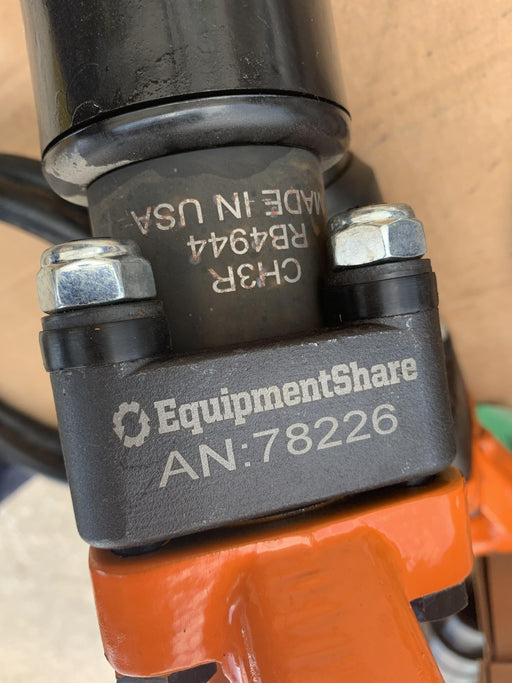 CH3R
RB4944
MADE IN USA
EquipmentShare
AN:78226